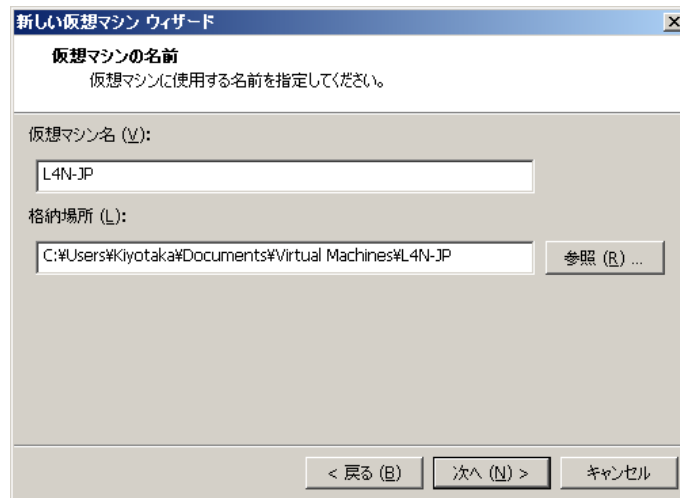 新しい仮想マシン ウィザード
仮想マシンの名前
仮想マシンに使用する名前を指定してください。
仮想マシン名 (V):
L4N-JP
格納場所 (L):
C:¥Users¥Kiyotaka¥Documents¥Virtual Machines¥L4N-JP
参照 (R) ...
< 戻る (B)
次へ (N) >
キャンセル